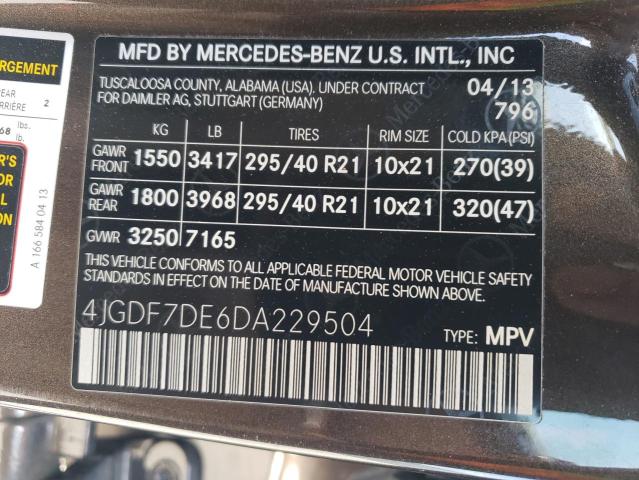 MFD BY MERCEDES-BENZ U.S. INTL., INC
TUSCALOOSA COUNTY, ALABAMA (USA), UNDER CONTRACT 04/13
FOR DAIMLER AG, STUTTGART (GERMANY) 796
KG LB TIRES RIM SIZE COLD KPA(PSI)
GAWR FRONT 1550 3417 295/40 R21 10x21 270(39)
GAWR REAR 1800 3968 295/40 R21 10x21 320(47)
GVWR 3250 7165
THIS VEHICLE CONFORMS TO ALL APPLICABLE FEDERAL MOTOR VEHICLE SAFETY
STANDARDS IN EFFECT ON THE DATE OF MANUFACTURE SHOWN ABOVE.
4JGDF7DE6DA229504
TYPE: MPV
RGEMENT
2
lbs.
A 166 584 04 13